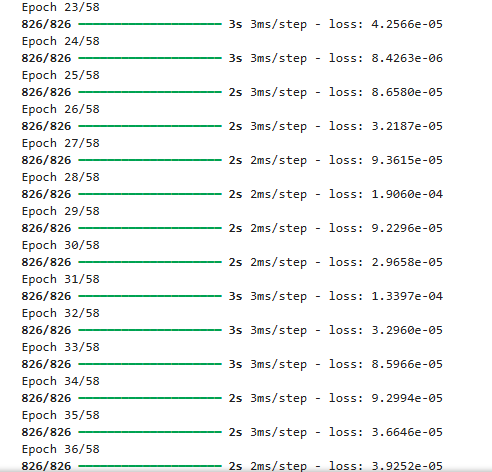 Epoch 23/58
826/826 ━━━━━━━━━━━━━━━━━━━━ 3s 3ms/step - loss: 4.2566e-05
Epoch 24/58
826/826 ━━━━━━━━━━━━━━━━━━━━ 3s 3ms/step - loss: 8.4263e-06
Epoch 25/58
826/826 ━━━━━━━━━━━━━━━━━━━━ 2s 3ms/step - loss: 8.6580e-05
Epoch 26/58
826/826 ━━━━━━━━━━━━━━━━━━━━ 2s 3ms/step - loss: 3.2187e-05
Epoch 27/58
826/826 ━━━━━━━━━━━━━━━━━━━━ 2s 2ms/step - loss: 9.3615e-05
Epoch 28/58
826/826 ━━━━━━━━━━━━━━━━━━━━ 2s 2ms/step - loss: 1.9060e-04
Epoch 29/58
826/826 ━━━━━━━━━━━━━━━━━━━━ 2s 2ms/step - loss: 9.2296e-05
Epoch 30/58
826/826 ━━━━━━━━━━━━━━━━━━━━ 2s 2ms/step - loss: 2.9658e-05
Epoch 31/58
826/826 ━━━━━━━━━━━━━━━━━━━━ 3s 3ms/step - loss: 1.3397e-04
Epoch 32/58
826/826 ━━━━━━━━━━━━━━━━━━━━ 3s 3ms/step - loss: 3.2960e-05
Epoch 33/58
826/826 ━━━━━━━━━━━━━━━━━━━━ 3s 3ms/step - loss: 8.5966e-05
Epoch 34/58
826/826 ━━━━━━━━━━━━━━━━━━━━ 2s 3ms/step - loss: 9.2994e-05
Epoch 35/58
826/826 ━━━━━━━━━━━━━━━━━━━━ 2s 3ms/step - loss: 3.6646e-05
Epoch 36/58
826/826 ━━━━━━━━━━━━━━━━━━━━ 2s 2ms/step - loss: 3.9252e-05